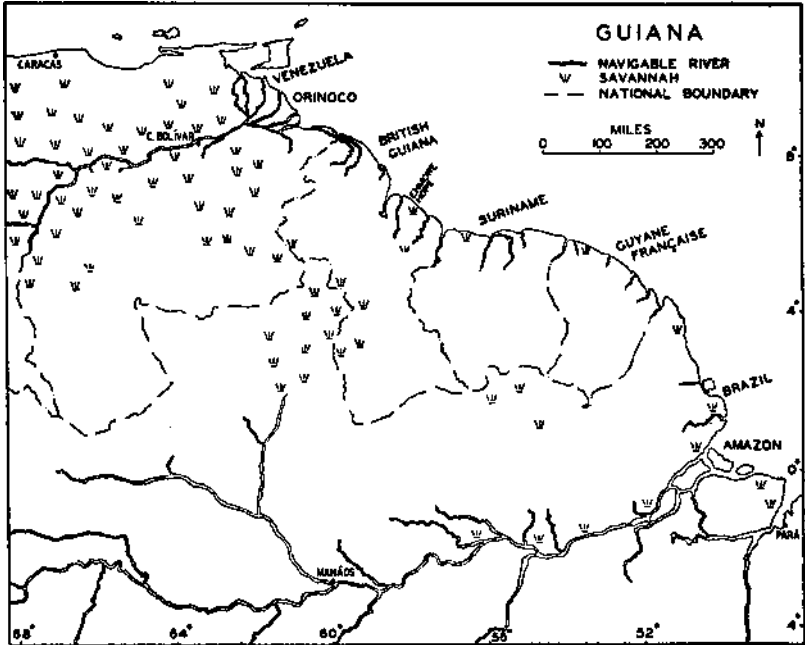 GUIANA
NAVIGABLE RIVER
SAVANNAH
NATIONAL BOUNDARY
MILES
0 100 200 300
N
CARACAS
VENEZUELA
ORINOCO
C. BOLÍVAR
BRITISH
GUIANA
8°
SURINAME
GUYANE
FRANÇAISE
4°
BRAZIL
AMAZON
0°
PARÁ
MANÁOS
68° 64° 60° 56° 52° 4°